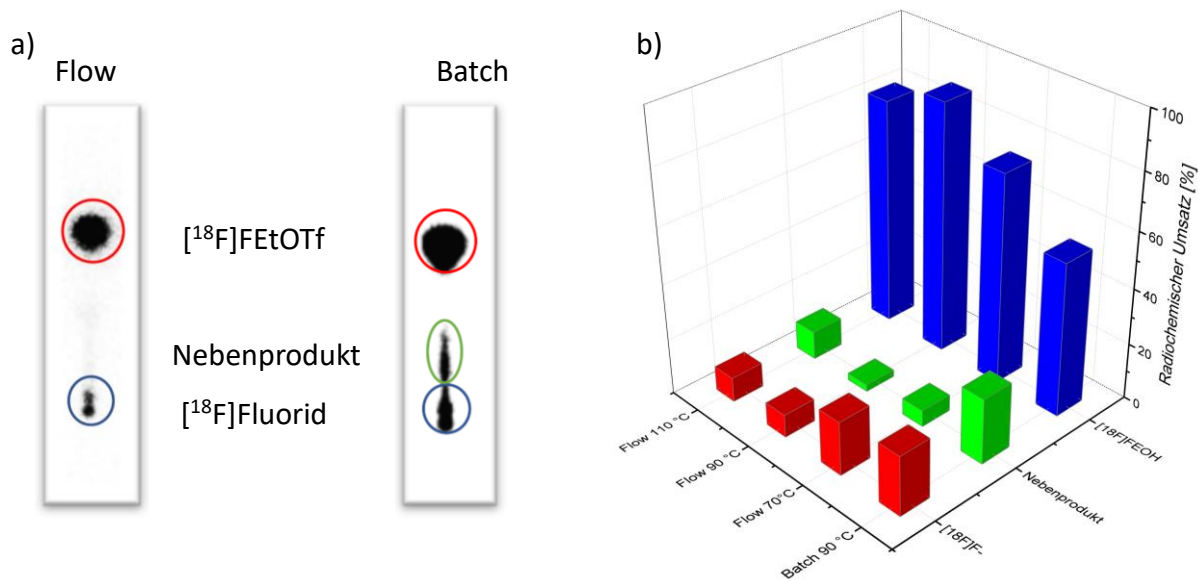 a)
Flow
Batch
[¹⁸F]FEtOTf
Nebenprodukt
[¹⁸F]Fluorid
b)
100
80
60
40
20
0
Radiochemischer Umsatz [%]
Flow 110 °C
Flow 90 °C
Flow 70°C
Batch 90 °C
[18F]FEOH
Nebenprodukt
[18F]F-